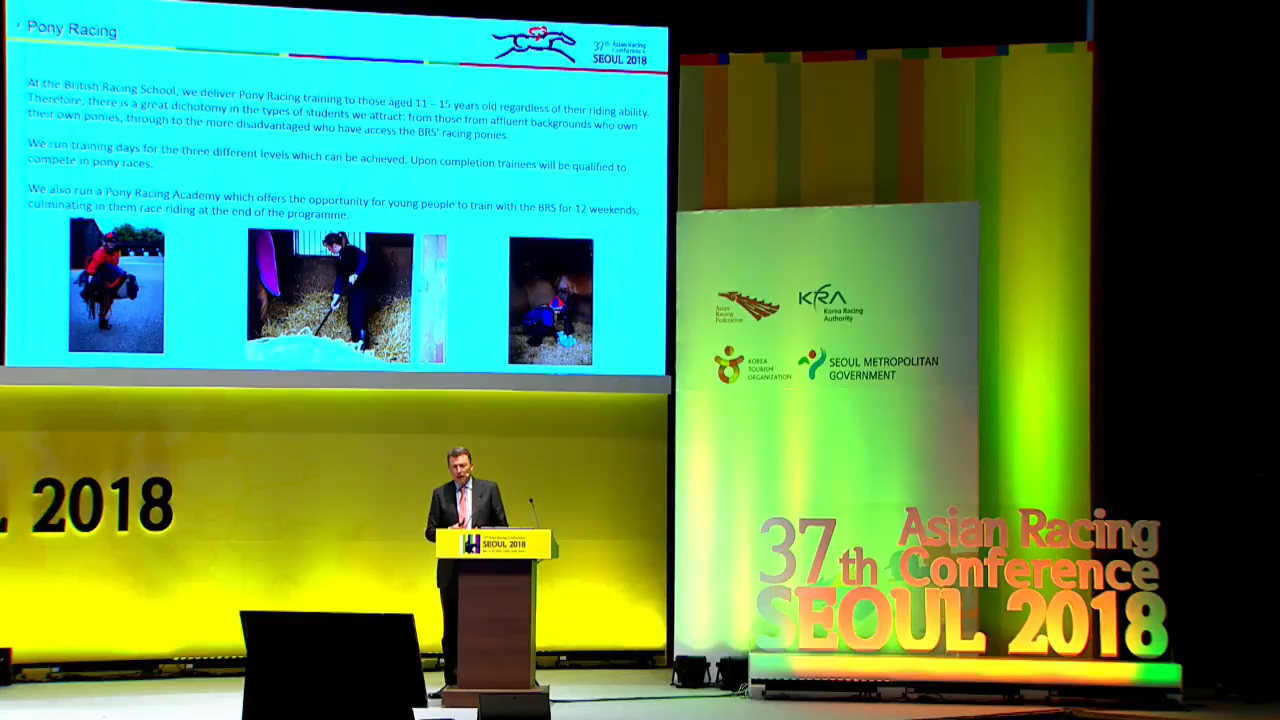 Pony Racing
37th Asian Racing
Conference
SEOUL 2018
At the British Racing School, we deliver Pony Racing training to those aged 11 – 15 years old regardless of their riding ability.
Therefore, there is a great dichotomy in the types of students we attract: from those from affluent backgrounds who own
their own ponies, through to the more disadvantaged who have access the BRS' racing ponies.
We run training days for the three different levels which can be achieved. Upon completion trainees will be qualified to
compete in pony races.
We also run a Pony Racing Academy which offers the opportunity for young people to train with the BRS for 12 weekends,
culminating in them race riding at the end of the programme.
Asian
Racing
Federation
KRA
Korea Racing
Authority
KOREA
TOURISM
ORGANIZATION
SEOUL METROPOLITAN
GOVERNMENT
2018
SEOUL 2018
37th Asian Racing
Conference
SEOUL 2018